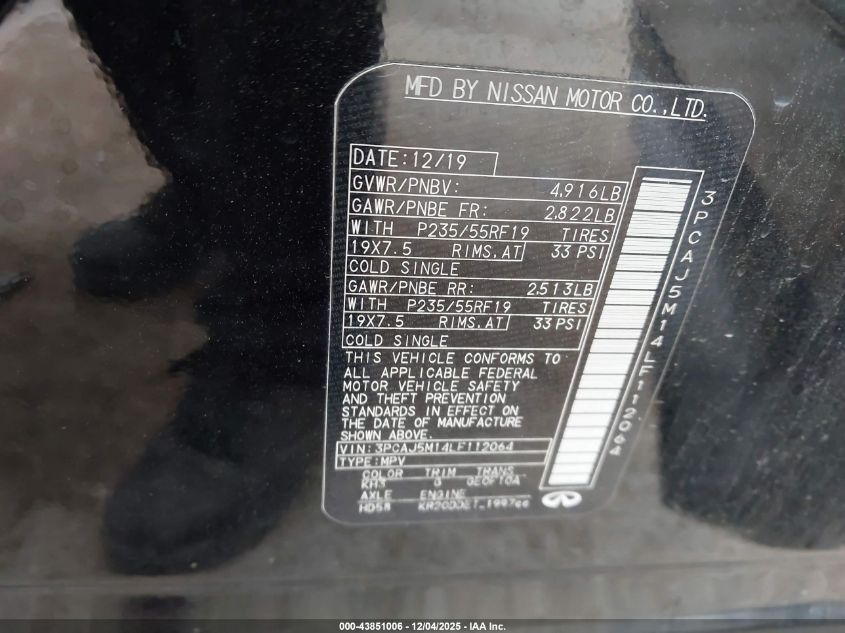 MFD BY NISSAN MOTOR CO.,LTD.
DATE:12/19
GVWR/PNBV: 4,916LB
GAWR/PNBE FR: 2,822LB
WITH P235/55RF19 TIRES
19X7.5 RIMS,AT 33 PSI
COLD SINGLE
GAWR/PNBE RR: 2,513LB
WITH P235/55RF19 TIRES
19X7.5 RIMS,AT 33 PSI
COLD SINGLE
THIS VEHICLE CONFORMS TO
ALL APPLICABLE FEDERAL
MOTOR VEHICLE SAFETY
AND THEFT PREVENTION
STANDARDS IN EFFECT ON
THE DATE OF MANUFACTURE
SHOWN ABOVE.
VIN:3PCAJ5M14LF112064
TYPE:MPV
COLOR TRIM TRANS
KH3 G
AXLE ENGINE
HD58
3PCAJ5M14LF112064
000-43851006 - 12/04/2025 - IAA Inc.